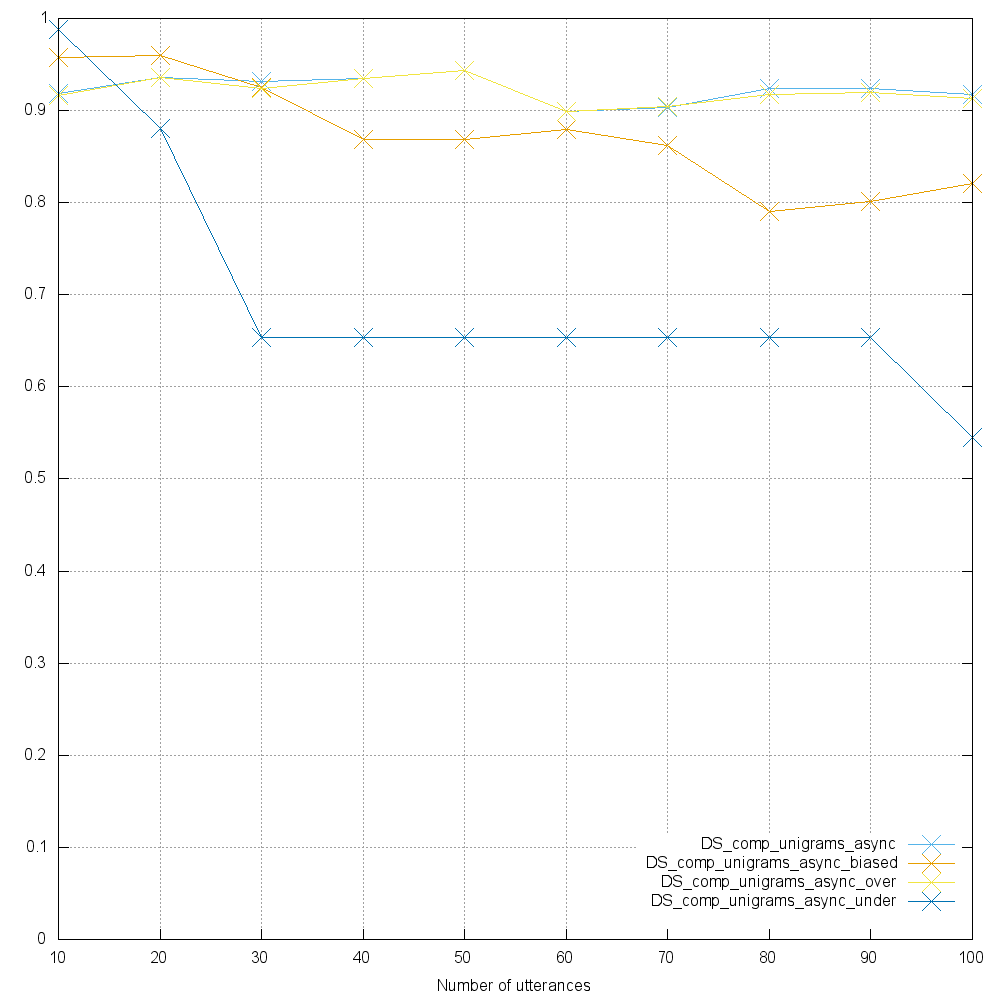 1
0.9
0.8
0.7
0.6
0.5
0.4
0.3
0.2
0.1
0
DS_comp_unigrams_async
DS_comp_unigrams_async_biased
DS_comp_unigrams_async_over
DS_comp_unigrams_async_under
10 20 30 40 50 60 70 80 90 100
Number of utterances